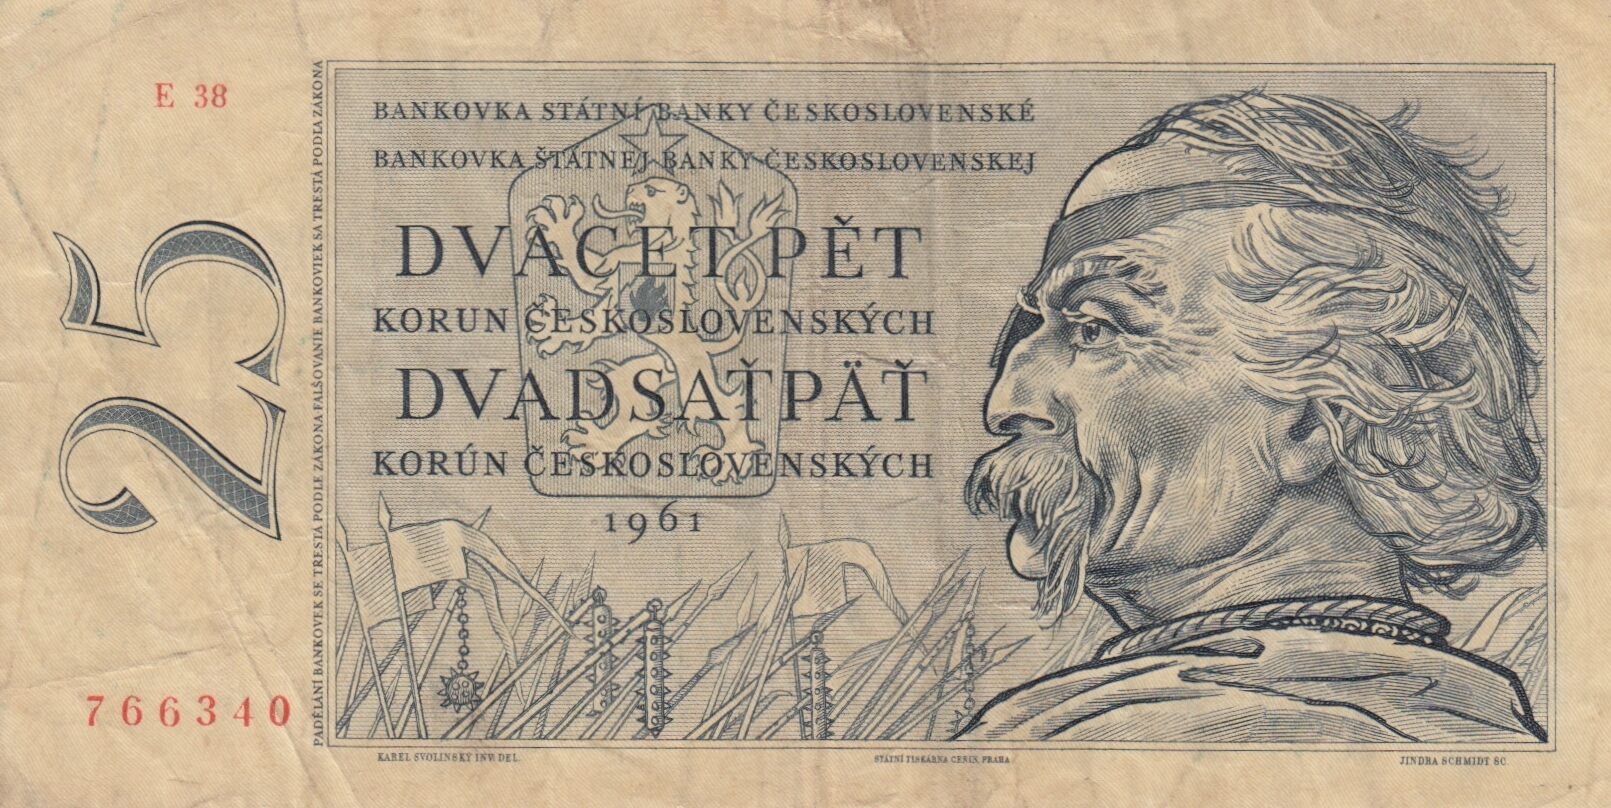 E 38
25
766340
PADĚLÁNÍ BANKOVEK SE TRESTÁ PODLE ZÁKONA FALŠOVANIE BANKOVIEK SA TRESTÁ PODĽA ZÁKONA
BANKOVKA STÁTNÍ BANKY ČESKOSLOVENSKÉ
BANKOVKA ŠTÁTNEJ BANKY ČESKOSLOVENSKEJ
DVACET PĚT
KORUN ČESKOSLOVENSKÝCH
DVADSAŤPÄŤ
KORÚN ČESKOSLOVENSKÝCH
1961
KAREL SVOLINSKÝ INV. DEL.
STÁTNÍ TISKÁRNA CENIN, PRAHA
JINDRA SCHMIDT SC.